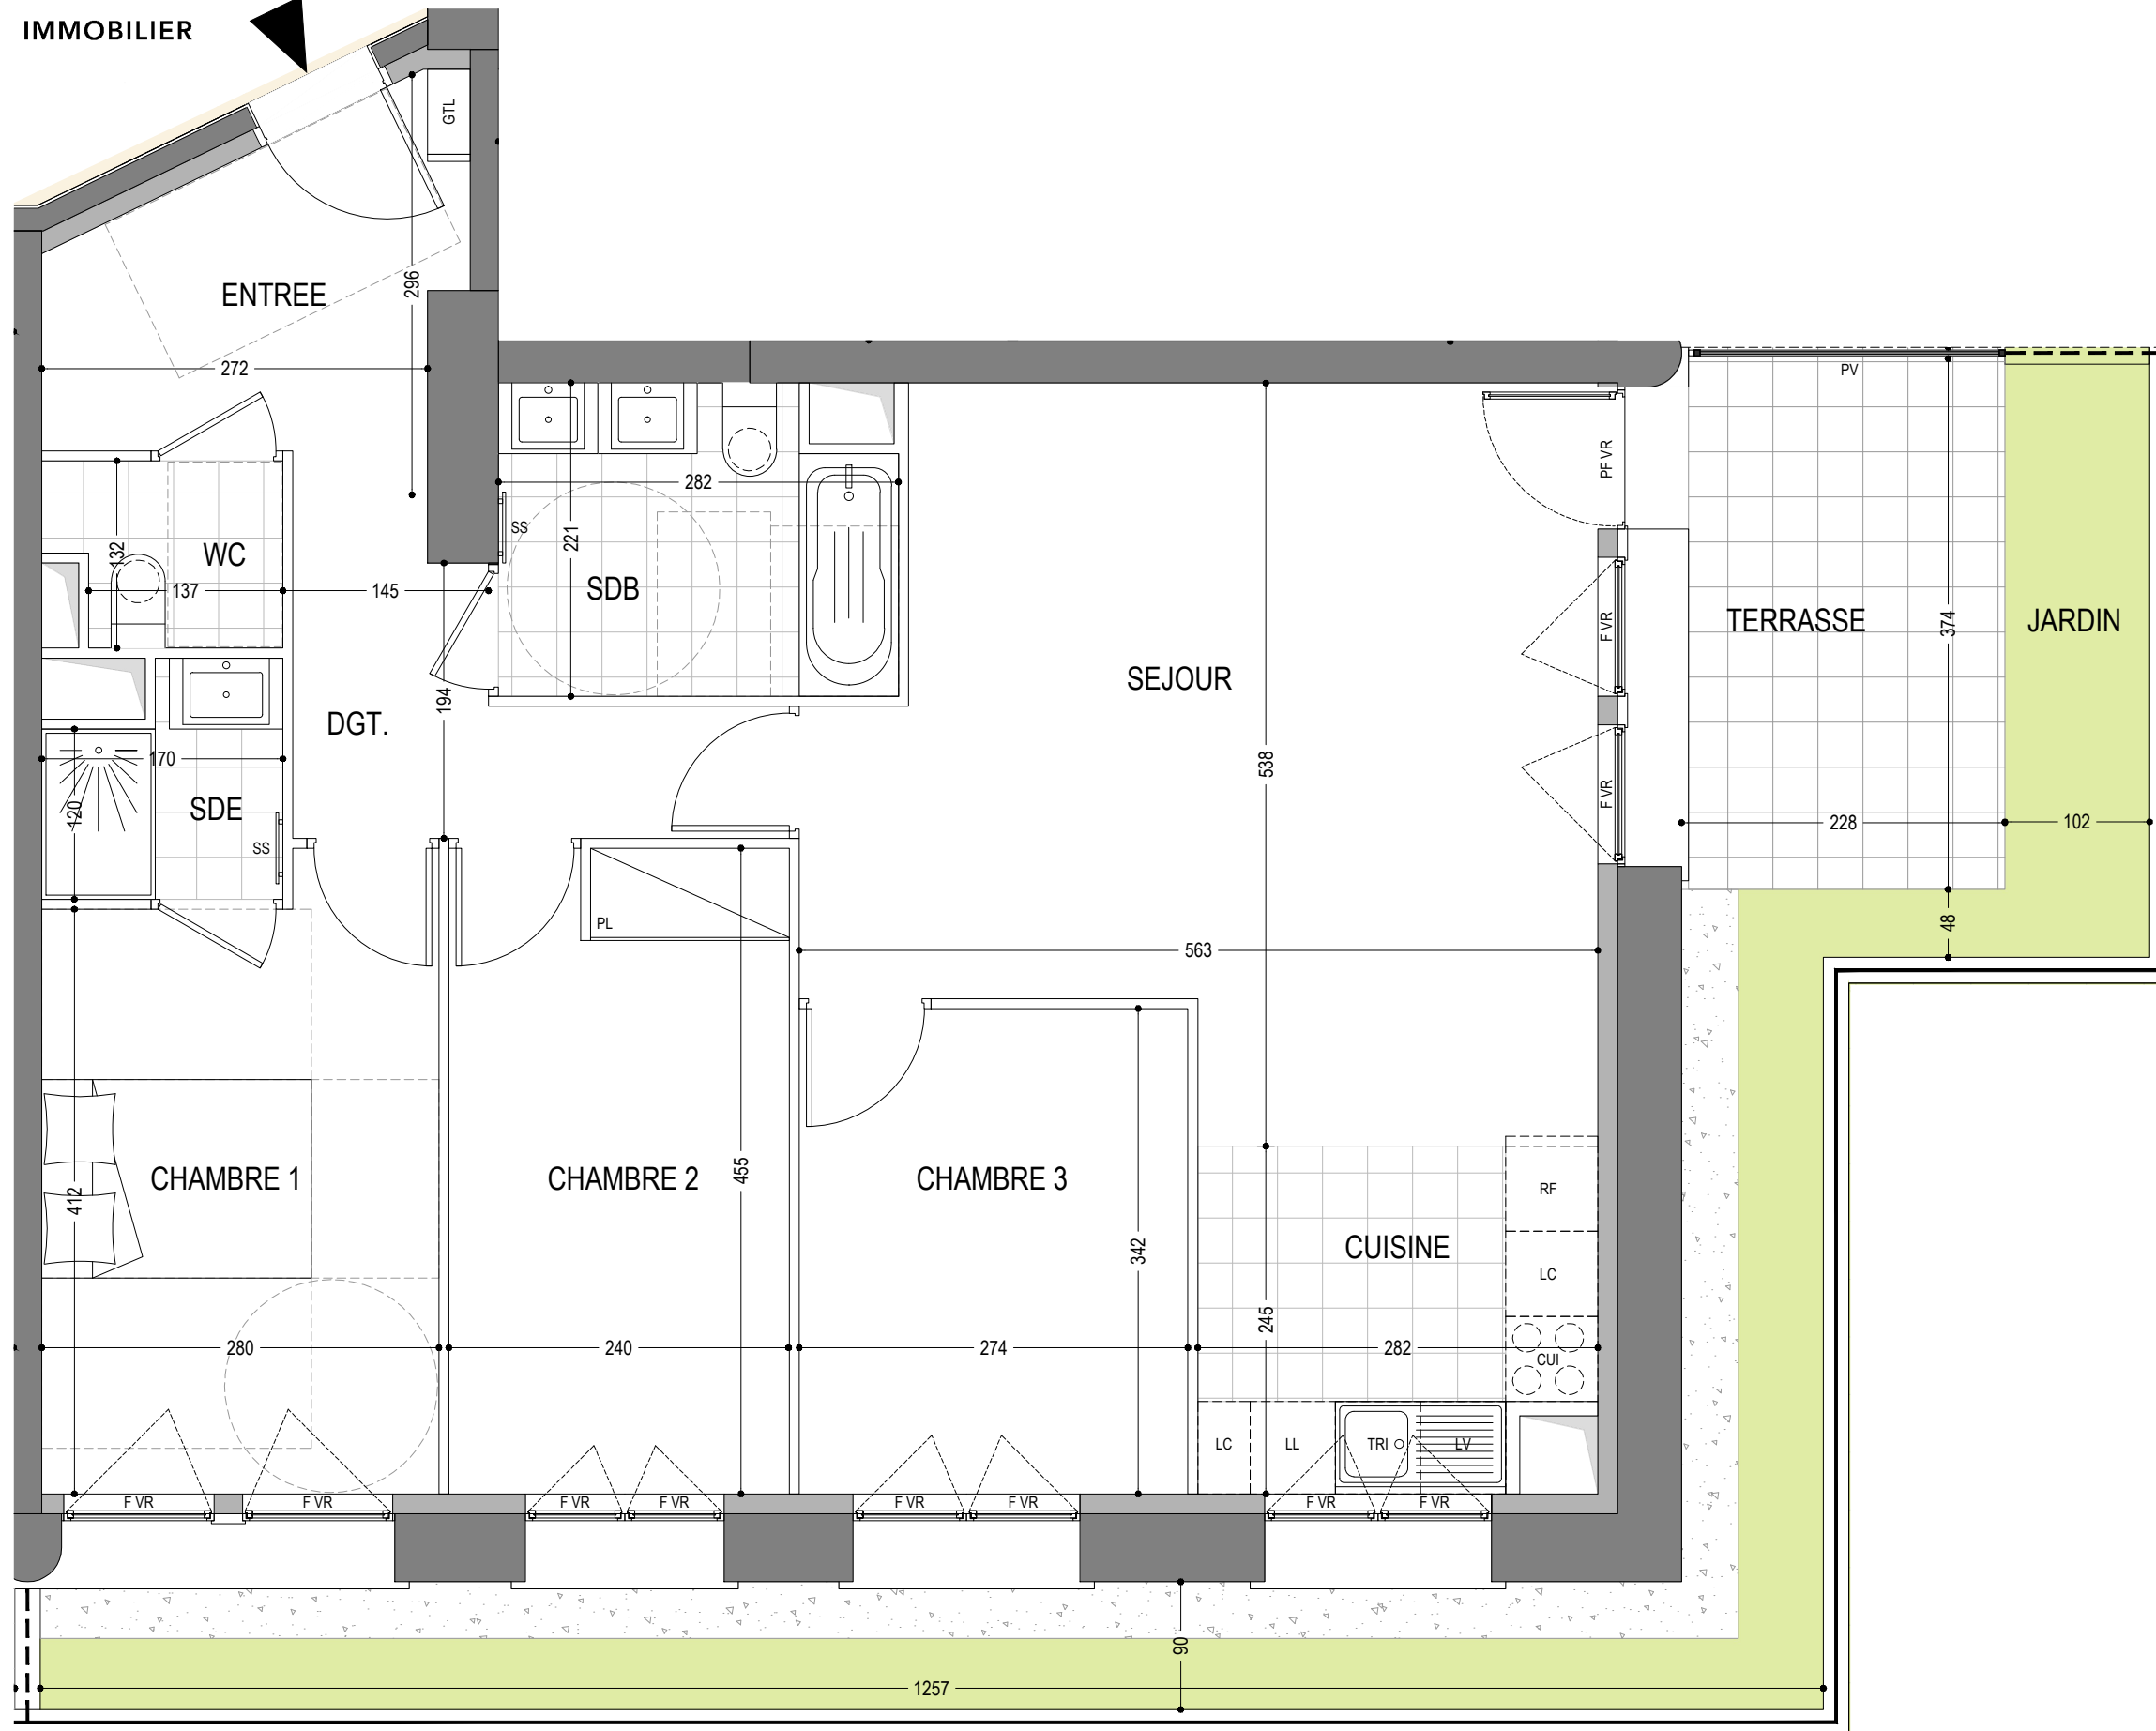 IMMOBILIER
GTL
ENTREE
296
272
PV
282
PF VR
SS
221
132
WC
137
145
SDB
F VR
TERRASSE
374
JARDIN
SEJOUR
194
DGT.
170
538
120
SDE
F VR
228
102
SS
PL
563
48
CHAMBRE 1
412
CHAMBRE 2
455
CHAMBRE 3
342
RF
CUISINE
LC
245
280
240
274
282
CUI
LC
LL
TRI
LV
F VR
F VR
F VR
F VR
F VR
F VR
F VR
F VR
90
1257